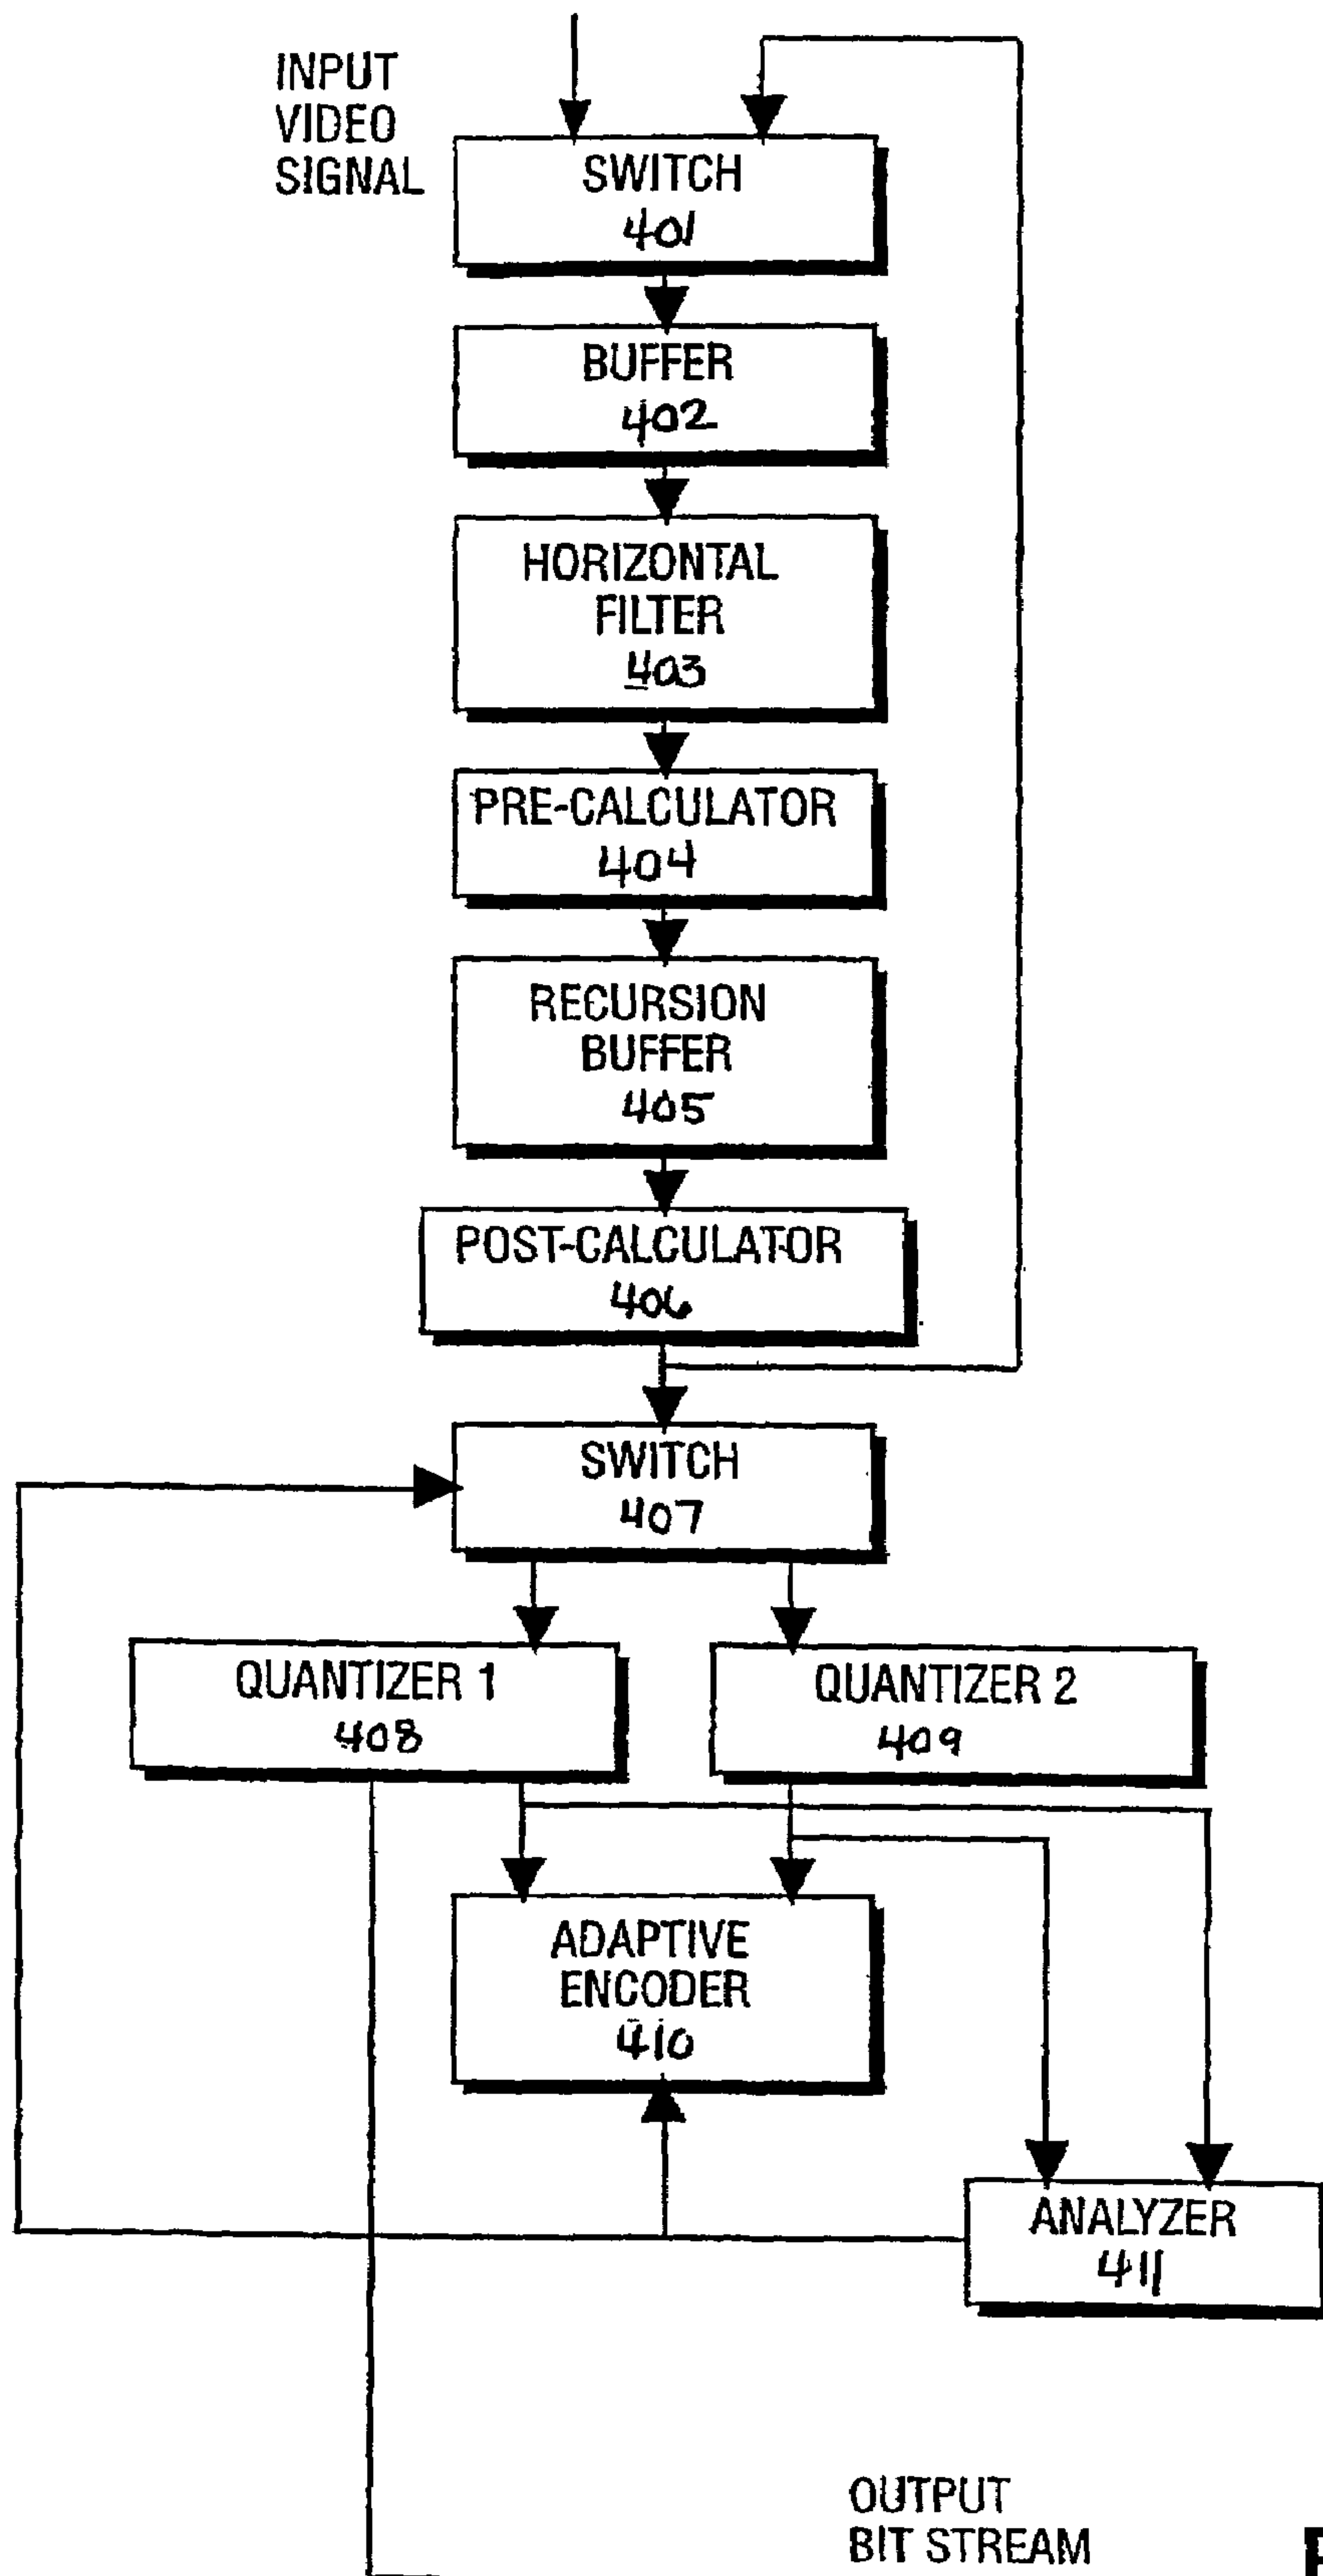 INPUT
VIDEO
SIGNAL
SWITCH
401
BUFFER
402
HORIZONTAL
FILTER
403
PRE-CALCULATOR
404
RECURSION
BUFFER
405
POST-CALCULATOR
406
SWITCH
407
QUANTIZER 1
408
QUANTIZER 2
409
ADAPTIVE
ENCODER
410
ANALYZER
411
OUTPUT
BIT STREAM